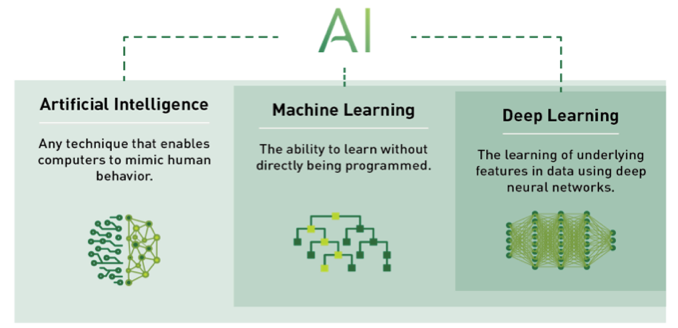 AI
Artificial Intelligence
Any technique that enables
computers to mimic human
behavior.
Machine Learning
The ability to learn without
directly being programmed.
Deep Learning
The learning of underlying
features in data using deep
neural networks.